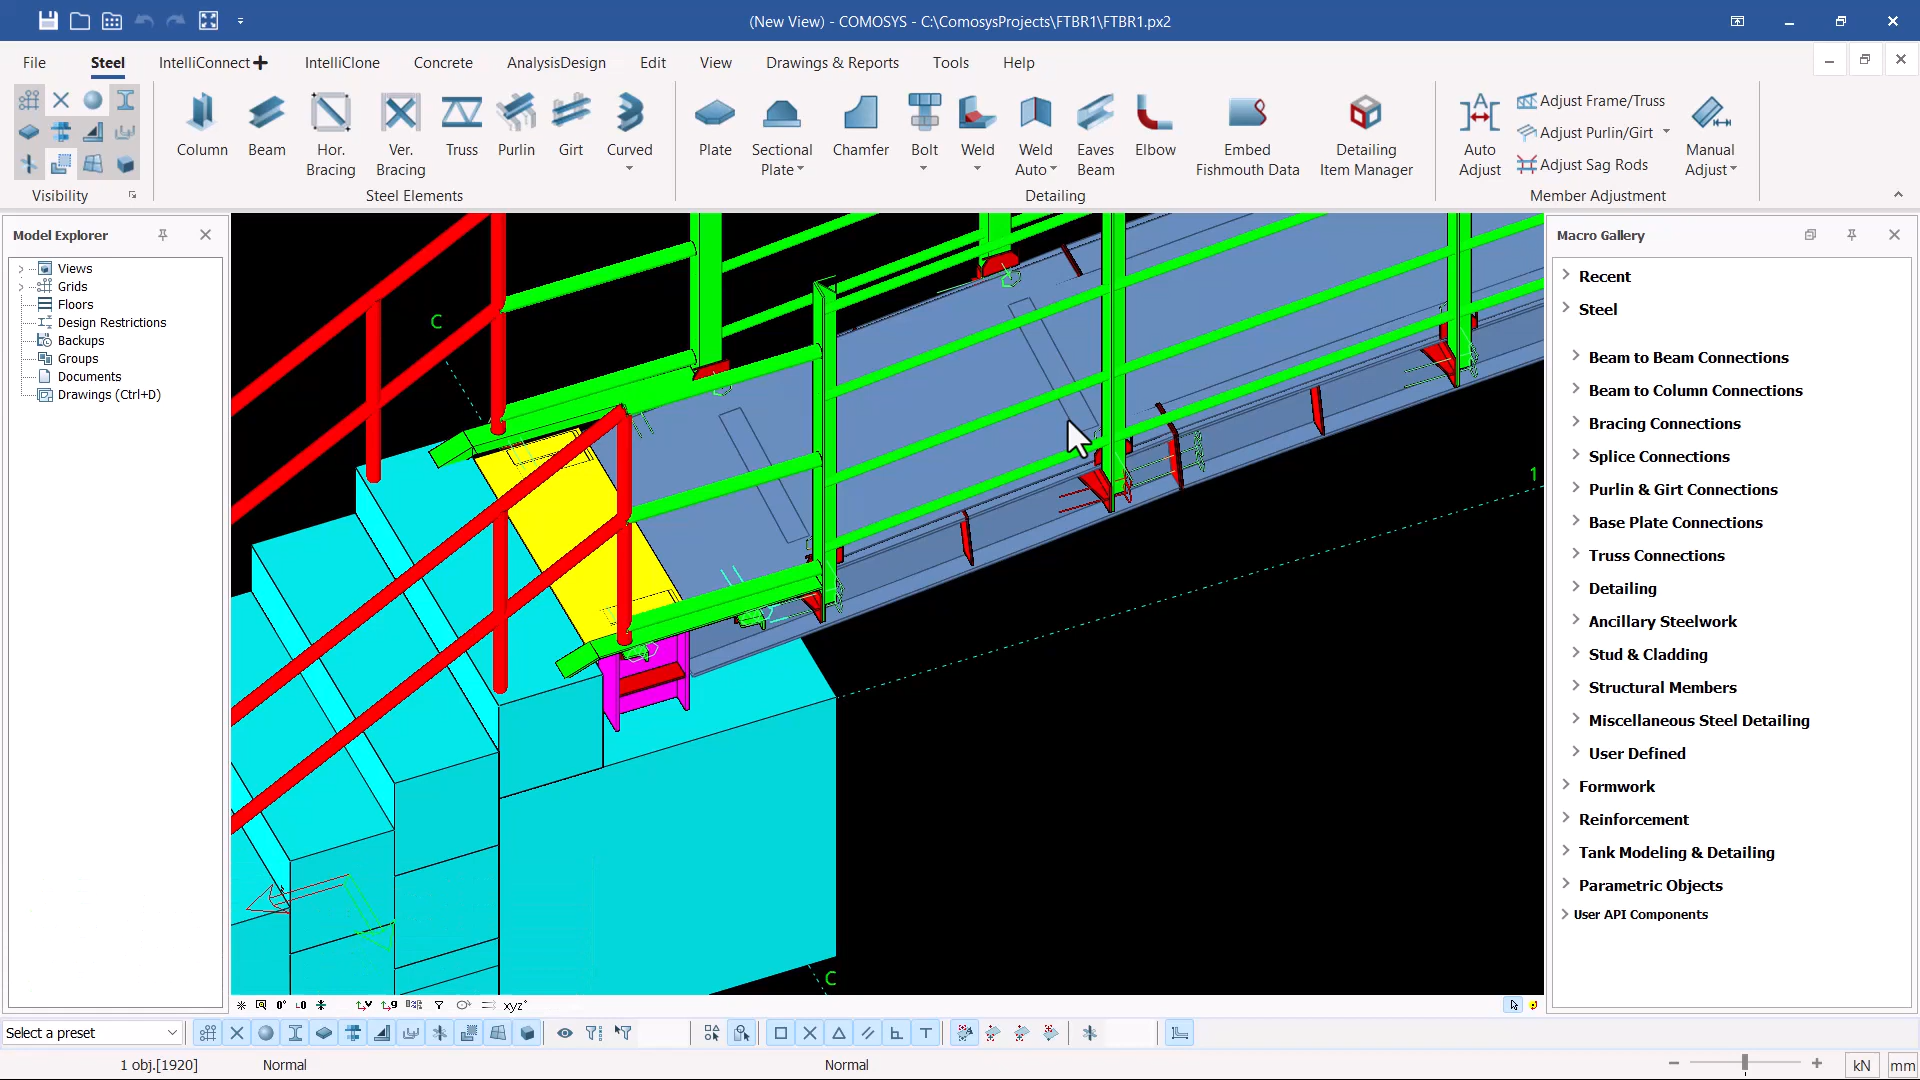 (New View) - COMOSYS - C:\ComosysProjects\FTBR1\FTBR1.px2
File
Steel
IntelliConnect
IntelliClone
Concrete
AnalysisDesign
Edit
View
Drawings & Reports
Tools
Help
Column
Beam
Hor.
Bracing
Ver.
Bracing
Truss
Purlin
Girt
Curved
Plate
Sectional
Plate
Chamfer
Bolt
Weld
Weld
Auto
Eaves
Beam
Elbow
Embed
Fishmouth Data
Detailing
Item Manager
Auto
Adjust
Adjust Frame/Truss
Adjust Purlin/Girt
Adjust Sag Rods
Manual
Adjust
Visibility
Steel Elements
Detailing
Member Adjustment
Model Explorer
Views
Grids
Floors
Design Restrictions
Backups
Groups
Documents
Drawings (Ctrl+D)
C
1
C
Macro Gallery
Recent
Steel
Beam to Beam Connections
Beam to Column Connections
Bracing Connections
Splice Connections
Purlin & Girt Connections
Base Plate Connections
Truss Connections
Detailing
Ancillary Steelwork
Stud & Cladding
Structural Members
Miscellaneous Steel Detailing
User Defined
Formwork
Reinforcement
Tank Modeling & Detailing
Parametric Objects
User API Components
xyz
Select a preset
1 obj.[1920]
Normal
Normal
kN
mm